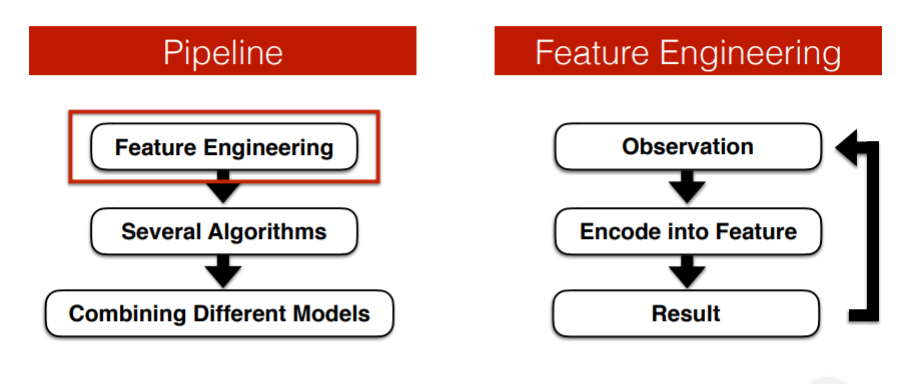 Pipeline
Feature Engineering
Several Algorithms
Combining Different Models
Feature Engineering
Observation
Encode into Feature
Result